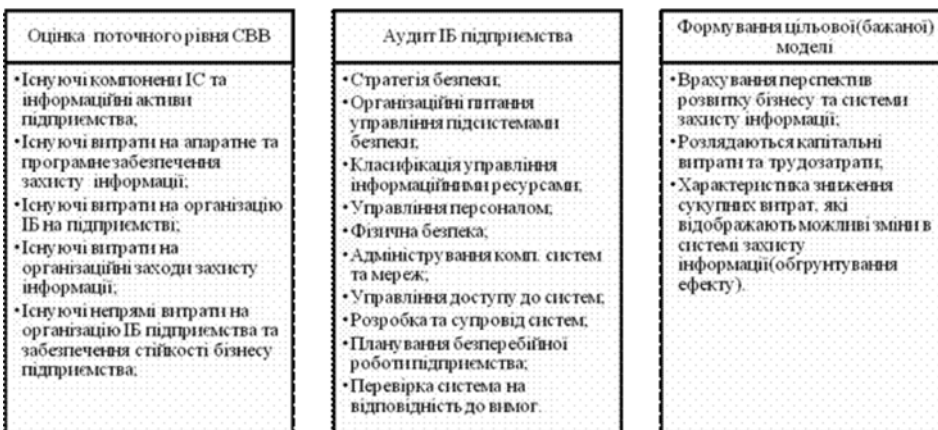 Оцінка поточного рівня СВВ
•Існуючі компонени ІС та
інформаційні активи
підприємства;
•Існуючі витрати на апаратне та
програмне забезпечення
захисту інформації;
•Існуючі витрати на організацію
ІБ на підприємстві;
•Існуючі витрати на
організаційні заходи захисту
інформації;
•Існуючі непрямі витрати на
організацію ІБ підприємства та
забезпечення стійкості бізнесу
підприємства;
Аудит ІБ підприємства
•Стратегія безпеки;
•Організаційні питання
управління підсистемами
безпеки;
•Класифікація управління
інформаційними ресурсами;
•Управління персоналом;
•Фізична безпека;
•Адміністрування комп. систем
та мереж;
•Управління доступу до систем;
•Розробка та супровід систем;
•Планування безперебійної
роботи підприємства;
•Перевірка система на
відповідність до вимог.
Формування цільової(бажаної)
моделі
•Врахування перспектив
розвитку бізнесу та системи
захисту інформації;
•Розлядаються капітальні
витрати та трудозатрати;
•Характеристика зниження
сукупних витрат, які
відображають можливі зміни в
системі захисту
інформації(обгрунтування
ефекту).